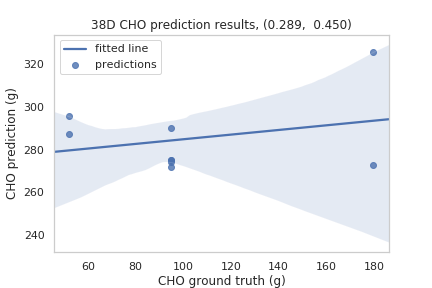 38D CHO prediction results, (0.289,  0.450)
fitted line
predictions
320
300
280
260
240
CHO prediction (g)
60 80 100 120 140 160 180
CHO ground truth (g)